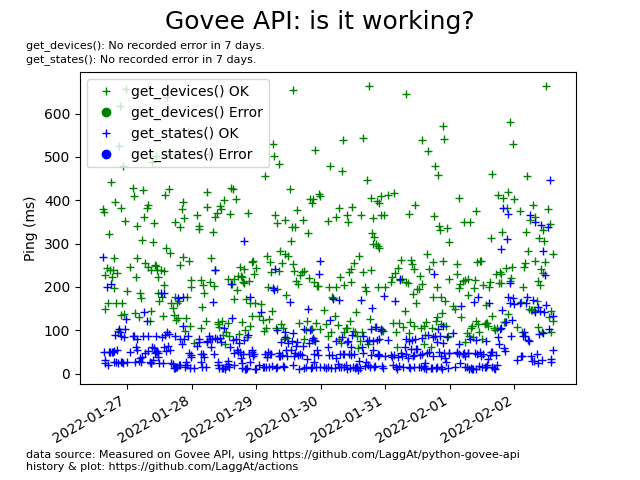 Govee API: is it working?
get_devices(): No recorded error in 7 days.
get_states(): No recorded error in 7 days.
get_devices() OK
get_devices() Error
get_states() OK
get_states() Error
Ping (ms)
600
500
400
300
200
100
0
2022-01-27
2022-01-28
2022-01-29
2022-01-30
2022-01-31
2022-02-01
2022-02-02
data source: Measured on Govee API, using https://github.com/LaggAt/python-govee-api
history & plot: https://github.com/LaggAt/actions